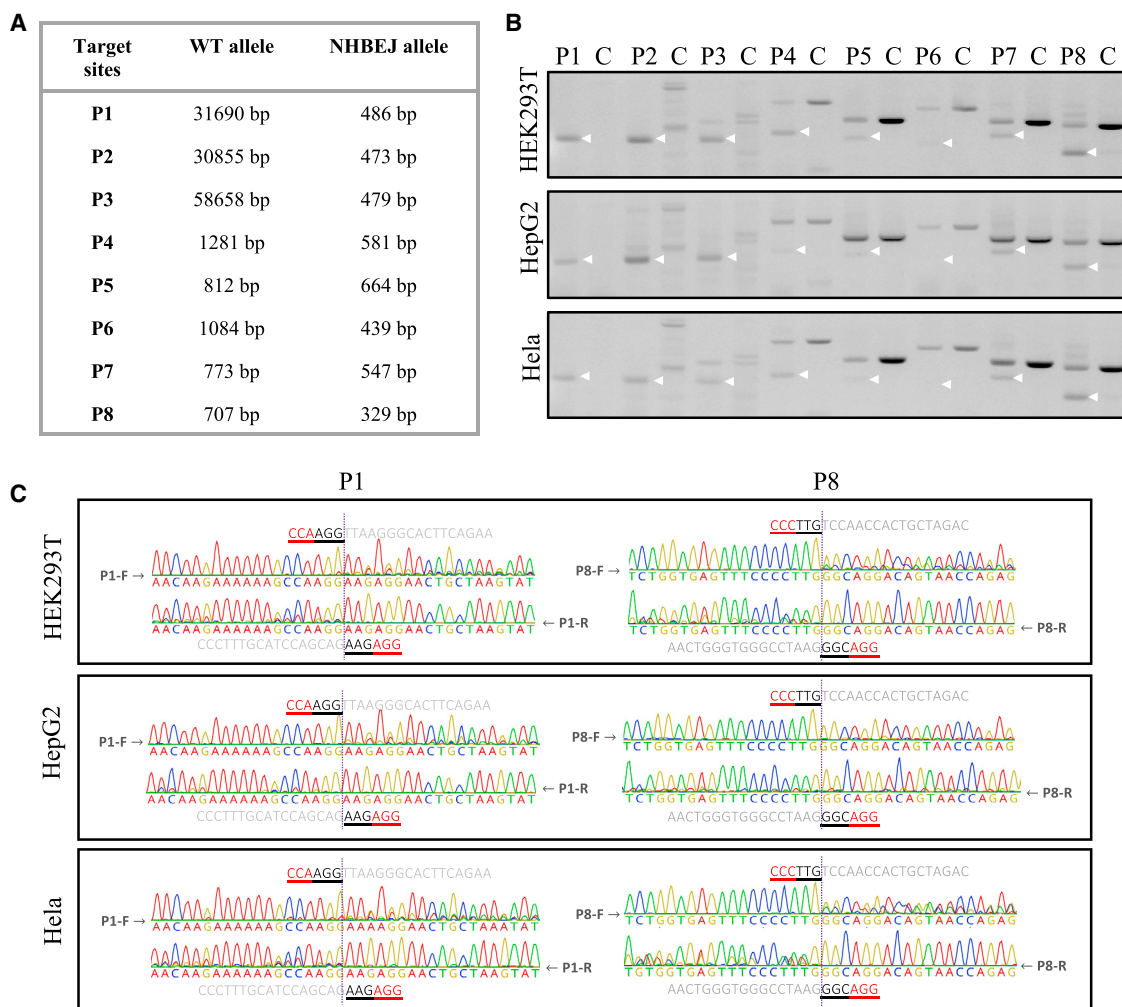 A
Target sites WT allele NHBEJ allele
P1 31690 bp 486 bp
P2 30855 bp 473 bp
P3 58658 bp 479 bp
P4 1281 bp 581 bp
P5 812 bp 664 bp
P6 1084 bp 439 bp
P7 773 bp 547 bp
P8 707 bp 329 bp
B
P1 C P2 C P3 C P4 C P5 C P6 C P7 C P8 C
HEK293T
HepG2
Hela
C
P1 P8
HEK293T
CCAAGGTTAAGGGCACTTCAGAA
P1-F →
AACAAGAAAAAAGCCAAGGAAGAGGAACTGCTAAGTAT
← P1-R
AACAAGAAAAAAGCCAAGGAAGAGGAACTGCTAAGTAT
CCCTTTGCATCCAGCAGAAGAGG
CCCTTGTCCAACCACTGCTAGAC
P8-F →
TCTGGTGAGTTTCCCCTTGGGCAGGACAGTAACCAGAG
← P8-R
TCTGGTGAGTTTCCCCTTGGGCAGGACAGTAACCAGAG
AACTGGGTGGGCCTAAGGGCAGG
HepG2
CCAAGGTTAAGGGCACTTCAGAA
P1-F →
AACAAGAAAAAAGCCAAGGAAGAGGAACTGCTAAGTAT
← P1-R
AACAAGAAAAAAGCCAAGGAAGAGGAACTGCTAAGTAT
CCCTTTGCATCCAGCAGAAGAGG
CCCTTGTCCAACCACTGCTAGAC
P8-F →
TCTGGTGAGTTTCCCCTTGGGCAGGACAGTAACCAGAG
← P8-R
TCTGGTGAGTTTCCCCTTGGGCAGGACAGTAACCAGAG
AACTGGGTGGGCCTAAGGGCAGG
Hela
CCAAGGTTAAGGGCACTTCAGAA
P1-F →
AACAAGAAAAAAGCCAAGGAAAAGGAACTGCTAAATAT
← P1-R
AACAAGAAAAAAGCCAAGGAAGAGGAACTGCTAAGTAT
CCCTTTGCATCCAGCAGAAGAGG
CCCTTGTCCAACCACTGCTAGAC
P8-F →
TCTGGTGAGTTTCCCCTTGGGCAGGACAGTAACCAGAG
← P8-R
TGTGGTGAGTTTCCCTTTAGGCAGGACAGTAACCAGAG
AACTGGGTGGGCCTAAGGGCAGG